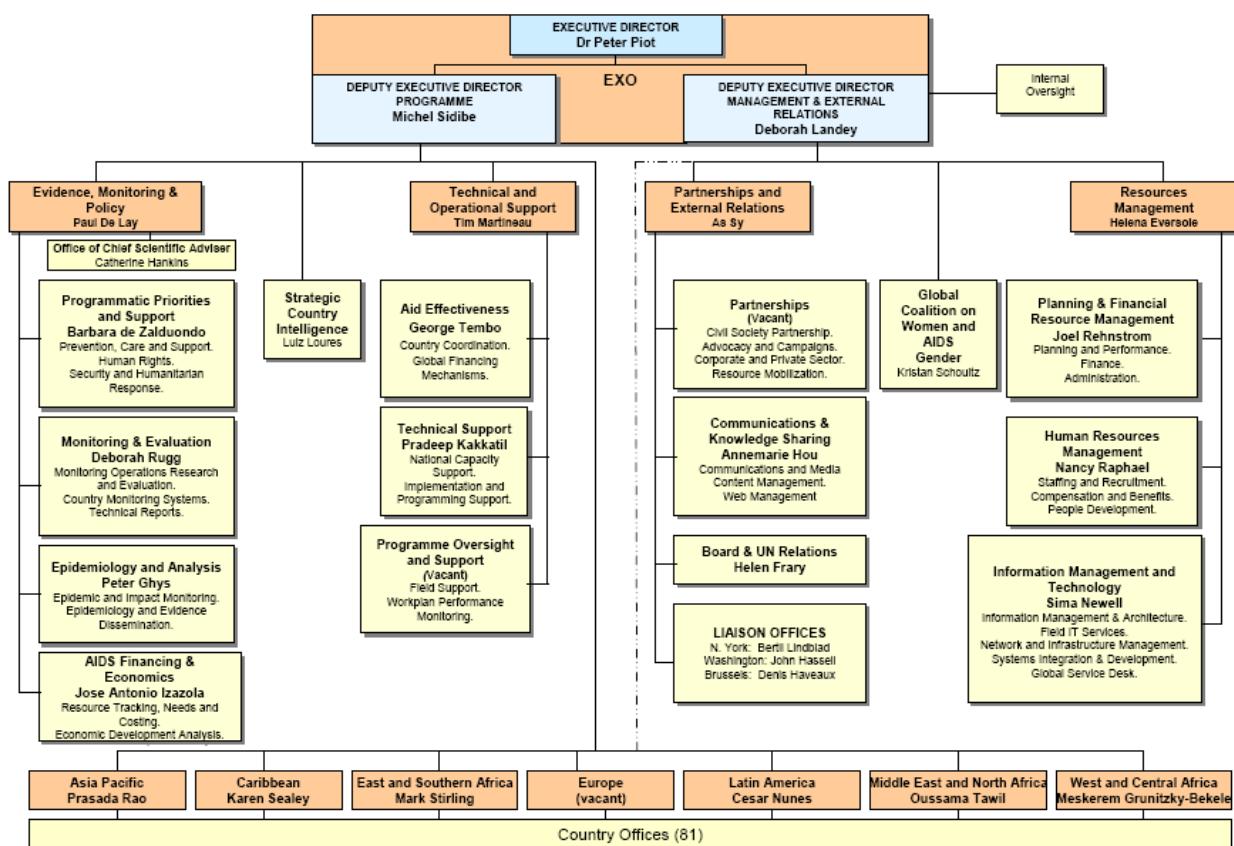 EXECUTIVE DIRECTOR
Dr Peter Piot
EXO
DEPUTY EXECUTIVE DIRECTOR
PROGRAMME
Michel Sidibe
DEPUTY EXECUTIVE DIRECTOR
MANAGEMENT & EXTERNAL
RELATIONS
Deborah Landey
Internal
Oversight
Evidence, Monitoring &
Policy
Paul De Lay
Technical and
Operational Support
Tim Martineau
Partnerships and
External Relations
As Sy
Resources
Management
Helena Eversole
Office of Chief Scientific Adviser
Catherine Hankins
Programmatic Priorities
and Support
Barbara de Zalduondo
Prevention, Care and Support.
Human Rights.
Security and Humanitarian
Response.
Monitoring & Evaluation
Deborah Rugg
Monitoring Operations Research
and Evaluation.
Country Monitoring Systems.
Technical Reports.
Epidemiology and Analysis
Peter Ghys
Epidemic and Impact Monitoring.
Epidemiology and Evidence
Dissemination.
AIDS Financing &
Economics
Jose Antonio Izazola
Resource Tracking, Needs and
Costing.
Economic Development Analysis.
Strategic
Country
Intelligence
Luiz Loures
Aid Effectiveness
George Tembo
Country Coordination.
Global Financing
Mechanisms.
Technical Support
Pradeep Kakkatil
National Capacity
Support.
Implementation and
Programming Support.
Programme Oversight
and Support
(Vacant)
Field Support.
Workplan Performance
Monitoring.
Partnerships
(Vacant)
Civil Society Partnership.
Advocacy and Campaigns.
Corporate and Private Sector.
Resource Mobilization.
Communications &
Knowledge Sharing
Annemarie Hou
Communications and Media
Content Management.
Web Management
Board & UN Relations
Helen Frary
LIAISON OFFICES
N. York: Bertil Lindblad
Washington: John Hassell
Brussels: Denis Haveaux
Global
Coalition on
Women and
AIDS
Gender
Kristan Schoultz
Planning & Financial
Resource Management
Joel Rehnstrom
Planning and Performance.
Finance.
Administration.
Human Resources
Management
Nancy Raphael
Staffing and Recruitment.
Compensation and Benefits.
People Development.
Information Management and
Technology
Sima Newell
Information Management & Architecture.
Field IT Services.
Network and Infrastructure Management.
Systems Integration & Development.
Global Service Desk.
Asia Pacific
Prasada Rao
Caribbean
Karen Sealey
East and Southern Africa
Mark Stirling
Europe
(vacant)
Latin America
Cesar Nunes
Middle East and North Africa
Oussama Tawil
West and Central Africa
Meskerem Grunitzky-Bekele
Country Offices (81)